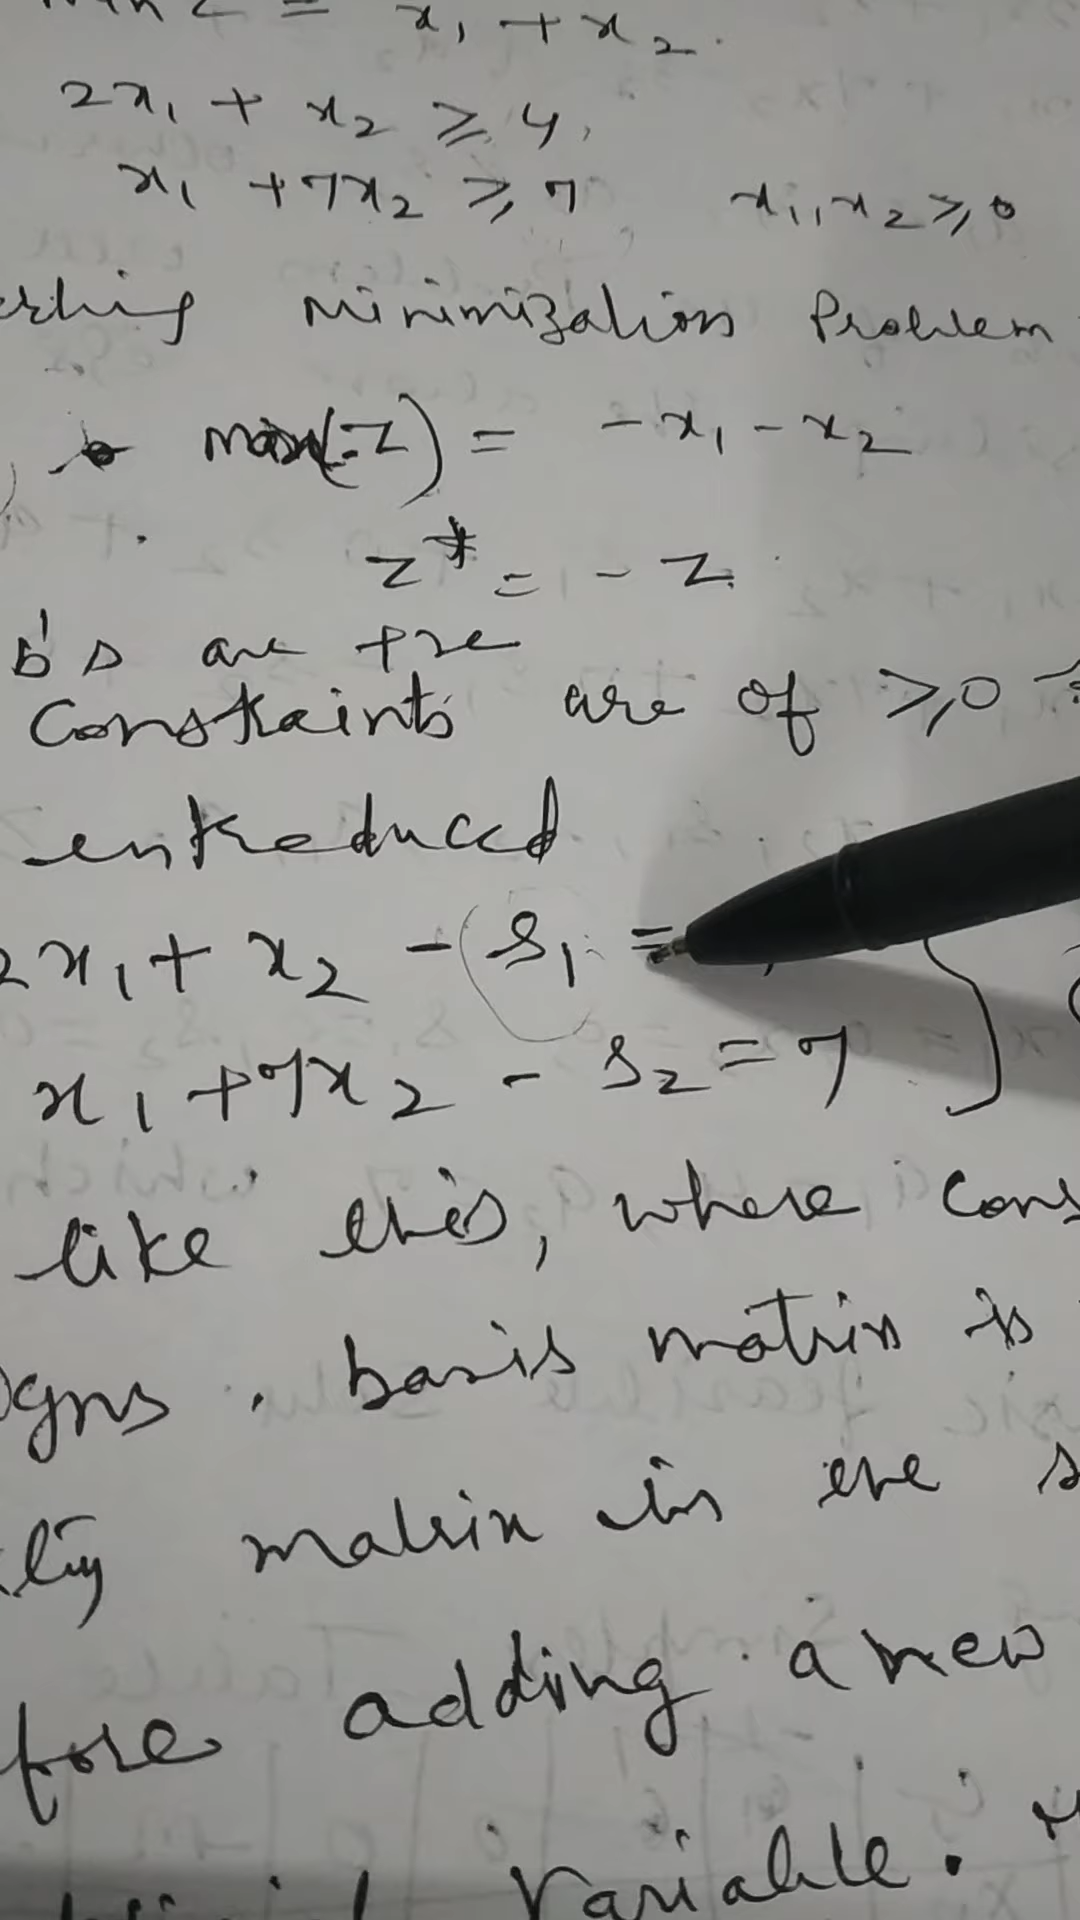 = x₁ + x₂.
2x₁ + x₂ ≥ 4,
x₁ + 7x₂ ≥ 7 x₁, x₂ ≥ 0
minimization Problem
max(-Z) = -x₁ - x₂
Z* = - Z.
b's are +ve
Constraints are of ≥ 0
entroduced
2x₁ + x₂ - s₁ =
x₁ + 7x₂ - s₂ = 7
like this, where
basis matrix is
matrix in the
adding a new
Variable.